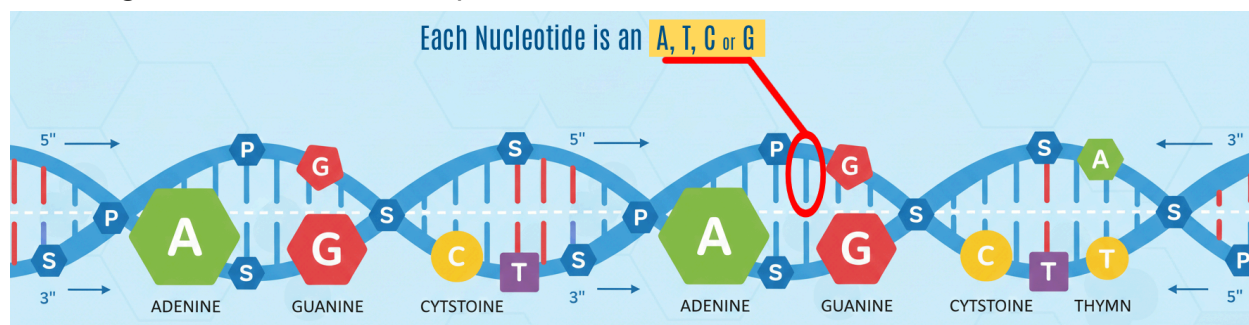 Each Nucleotide is an A, T, C or G
5" 5" 3"
P S P S
G G A
P S P S S
A G A G
S C S C T P
S T S T
3" 3" 5"
ADENINE GUANINE CYTSTOINE ADENINE GUANINE CYTSTOINE THYMN